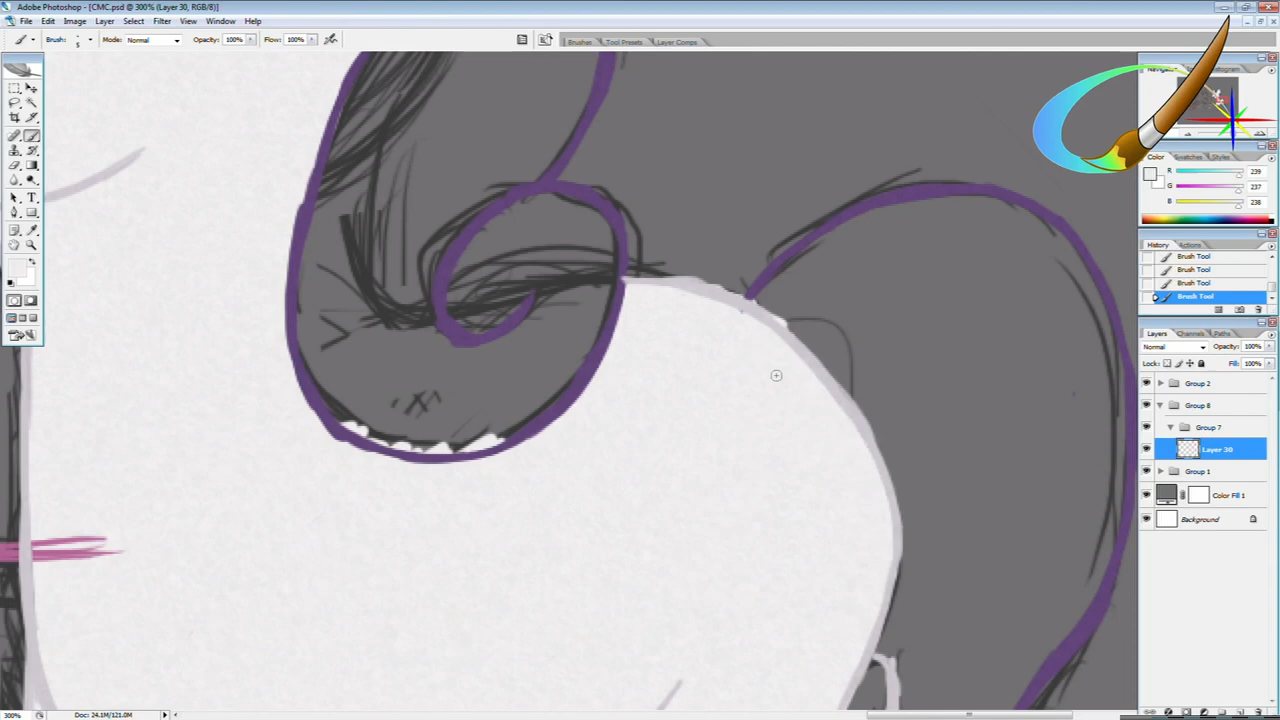 Adobe Photoshop - [CMC.psd @ 300% (Layer 30, RGB/8)]
File Edit Image Layer Select Filter View Window Help
Brush: 5 Mode: Normal Opacity: 100% Flow: 100%
Brushes Tool Presets Layer Comps
Color Swatches Styles
R 239
G 237
B 238
History Actions
Brush Tool
Brush Tool
Brush Tool
Brush Tool
Layers Channels Paths
Normal Opacity: 100%
Lock: Fill: 100%
Group 2
Group 8
Group 7
Layer 30
Group 1
Color Fill 1
Background
300% Doc: 24.1M/121.0M